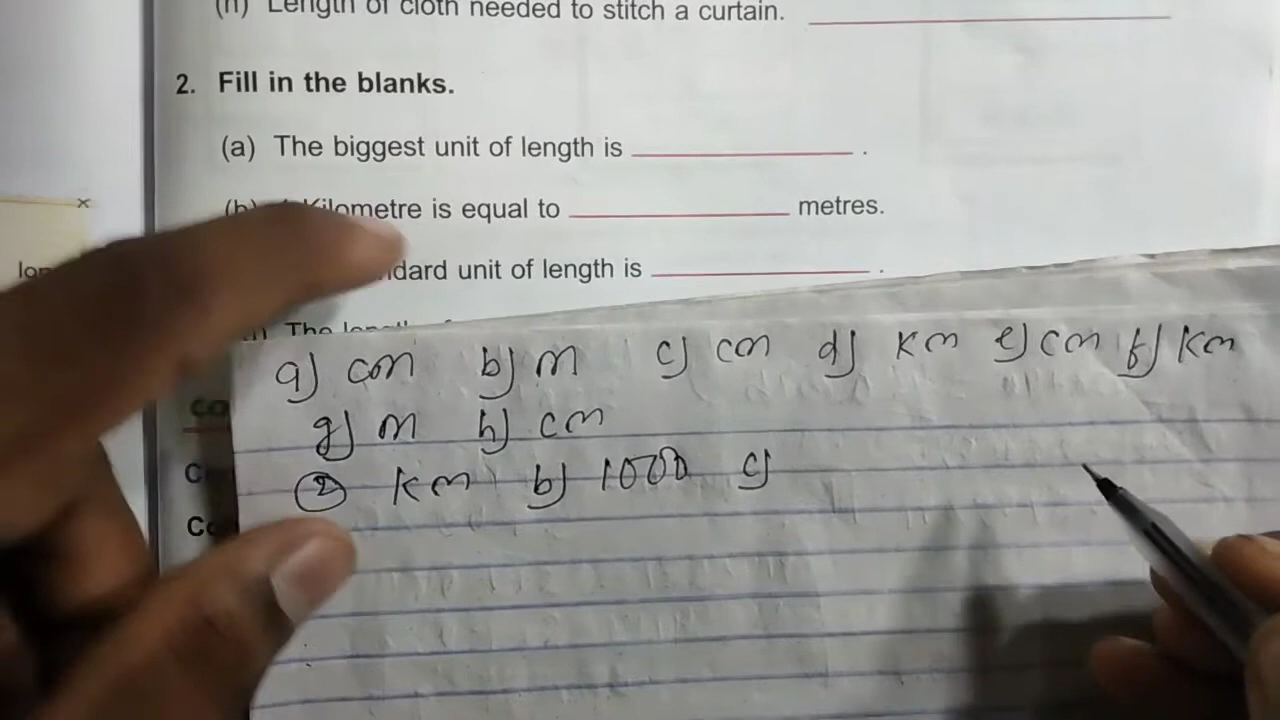 (h) Length of cloth needed to stitch a curtain.
2. Fill in the blanks.
(a) The biggest unit of length is .
Kilometre is equal to metres.
unit of length is .
The
a) cm b) m c) cm d) km e) cm f) km
g) m h) cm
② km b) 1000 c)